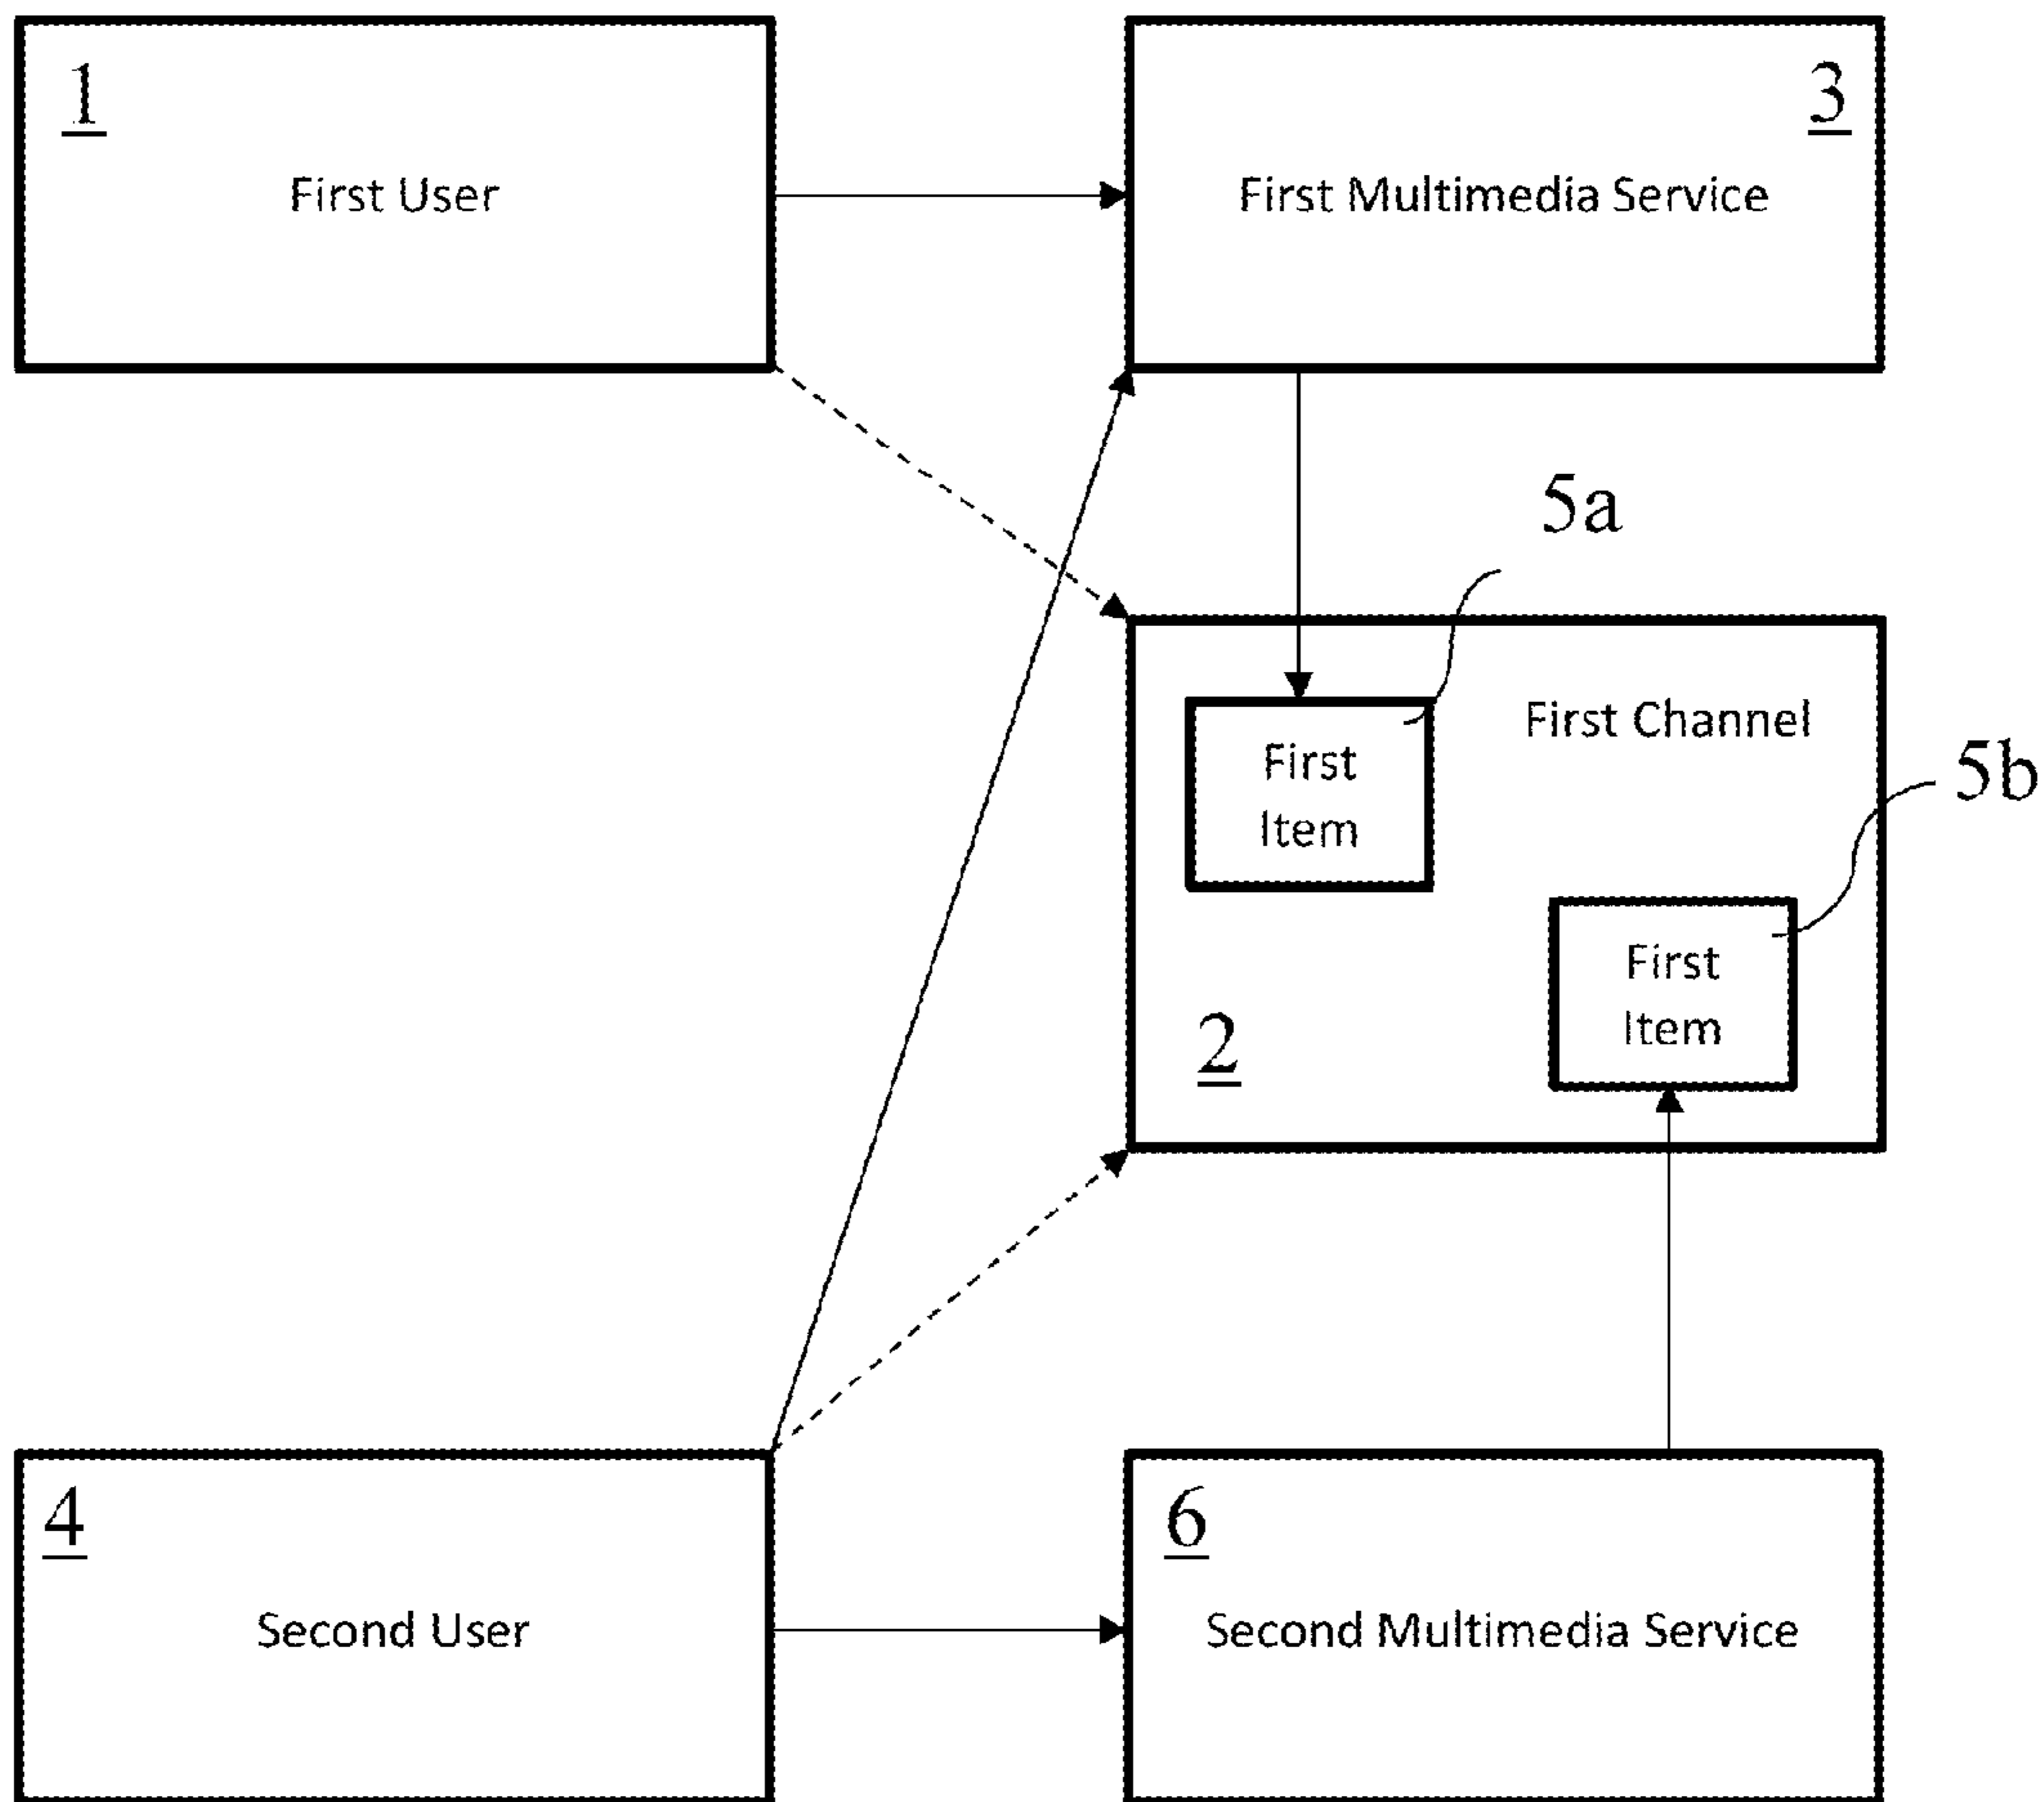 1
First User
3
First Multimedia Service
5a
First Channel
First
Item
5b
First
Item
2
4
Second User
6
Second Multimedia Service